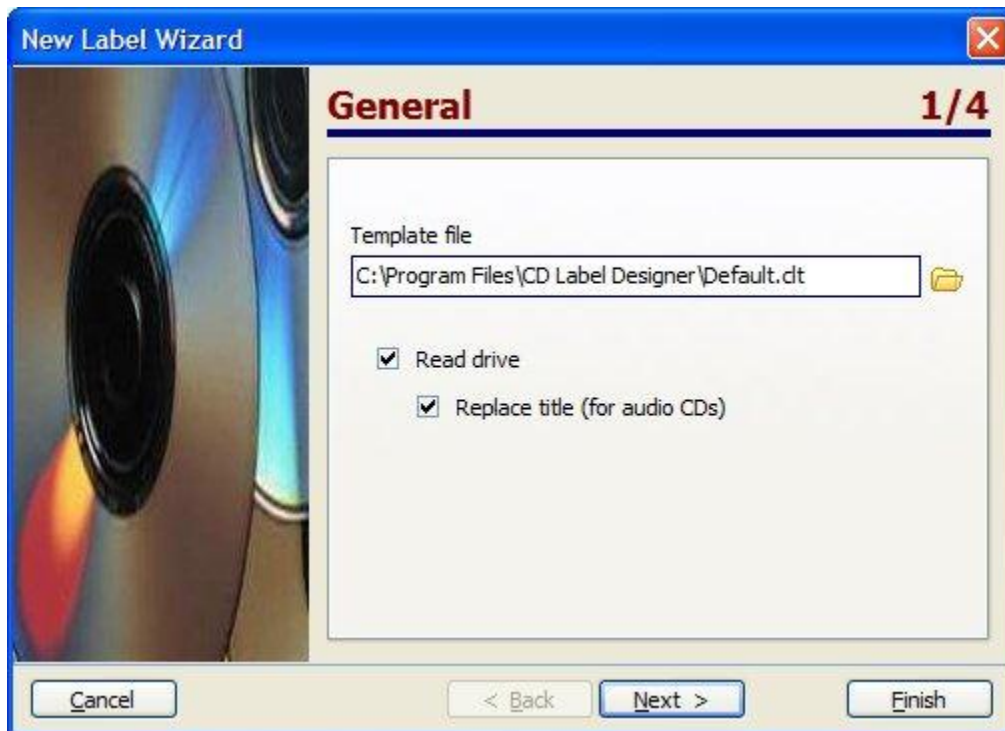 New Label Wizard
General 1/4
Template file
C:\Program Files\CD Label Designer\Default.clt
Read drive
Replace title (for audio CDs)
Cancel < Back Next > Finish